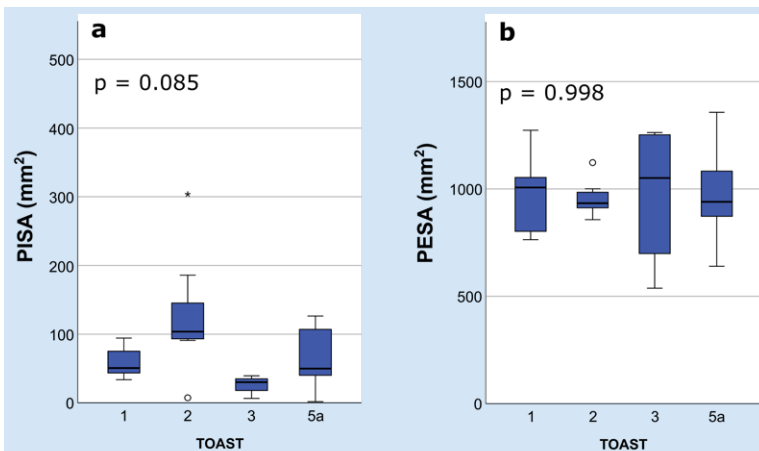 a
p = 0.085
PISA (mm²)
500
400
300
200
100
0
*
1 2 3 5a
TOAST
b
p = 0.998
PESA (mm²)
1500
1000
500
0
1 2 3 5a
TOAST